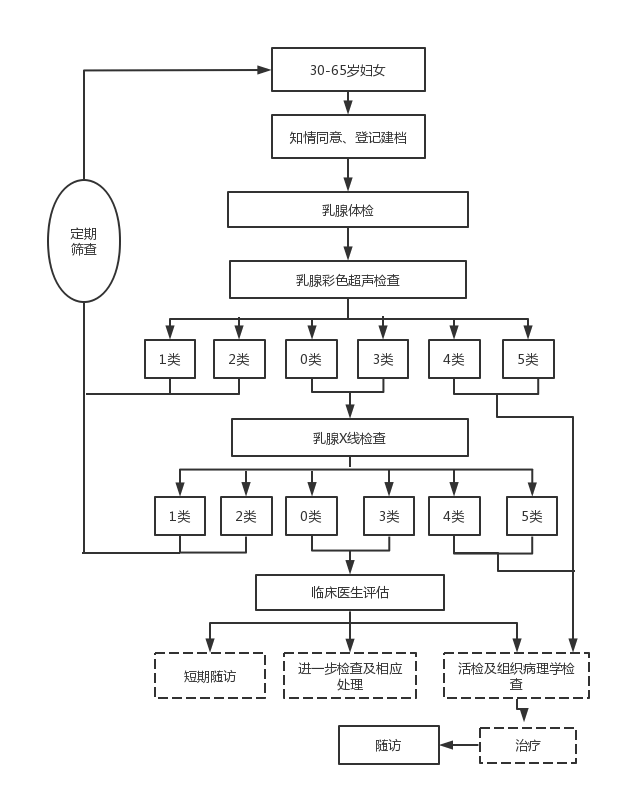 30-65岁妇女
知情同意、登记建档
乳腺体检
定期
筛查
乳腺彩色超声检查
1类
2类
0类
3类
4类
5类
乳腺X线检查
1类
2类
0类
3类
4类
5类
临床医生评估
短期随访
进一步检查及相应
处理
活检及组织病理学检
查
随访
治疗